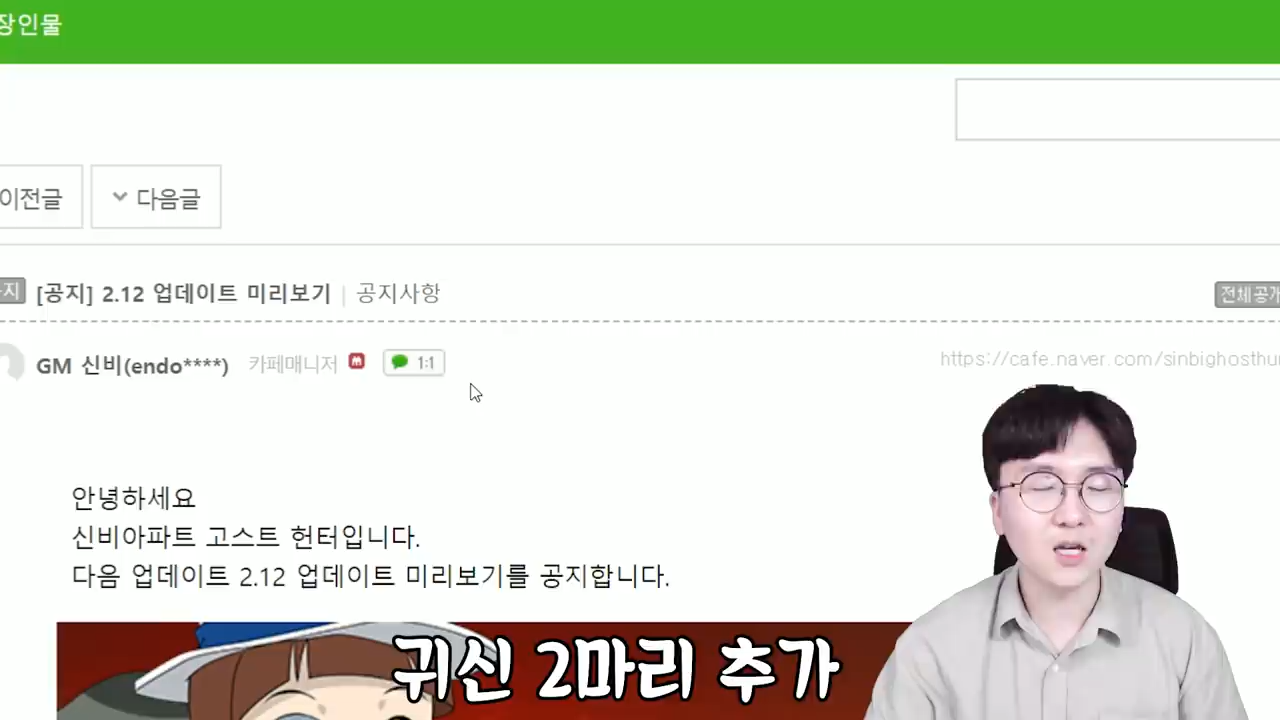 장인물
이전글
다음글
지 [공지] 2.12 업데이트 미리보기 | 공지사항
전체공개
GM 신비(endo****) 카페매니저 1:1
https://cafe.naver.com/sinbighosthun
안녕하세요
신비아파트 고스트 헌터입니다.
다음 업데이트 2.12 업데이트 미리보기를 공지합니다.
귀신 2마리 추가